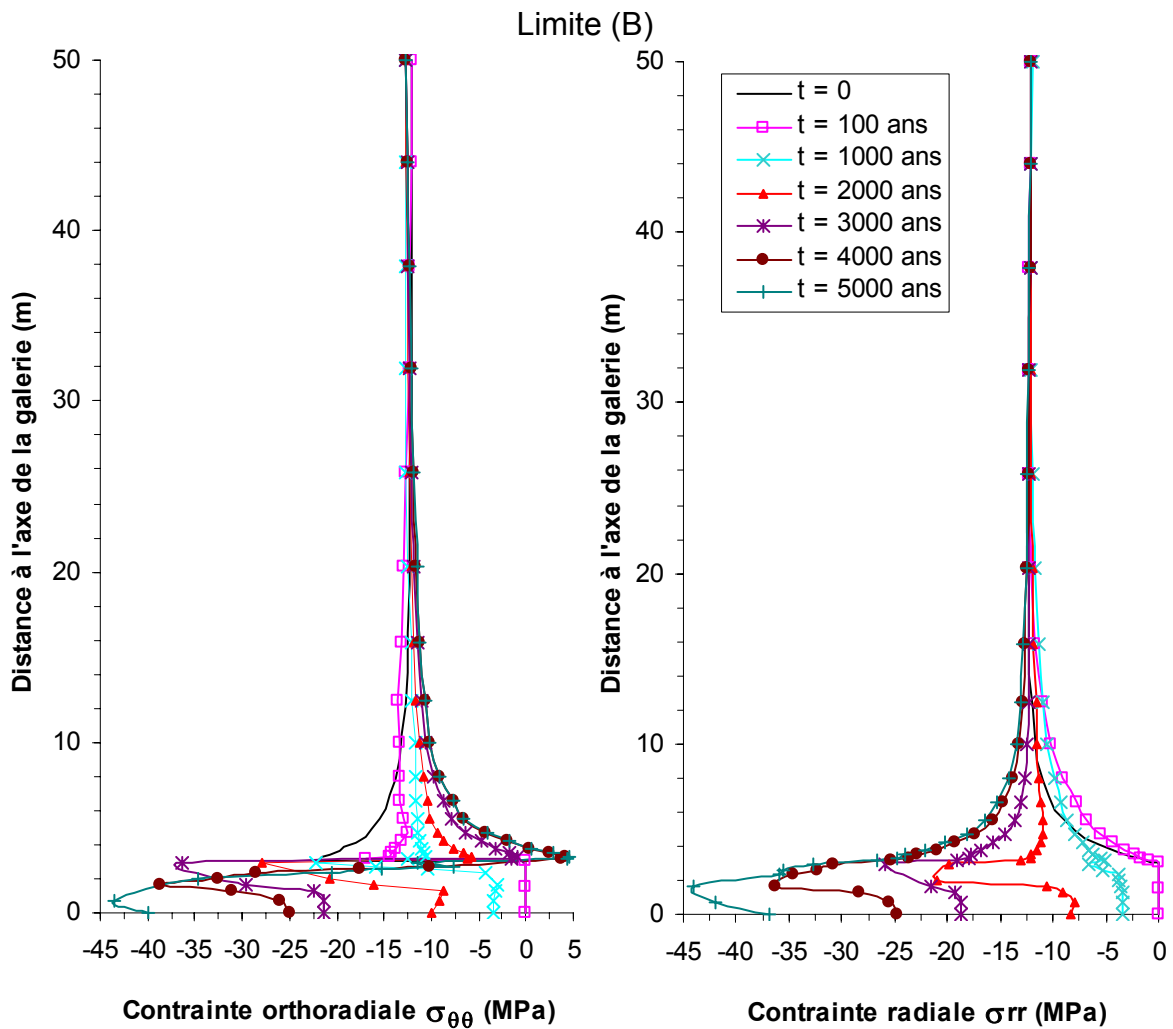 Limite (B)
50
40
30
20
10
0
Distance à l'axe de la galerie (m)
-45 -40 -35 -30 -25 -20 -15 -10 -5 0 5
Contrainte orthoradiale σθθ (MPa)
50
40
30
20
10
0
Distance à l'axe de la galerie (m)
t = 0
t = 100 ans
t = 1000 ans
t = 2000 ans
t = 3000 ans
t = 4000 ans
t = 5000 ans
-45 -40 -35 -30 -25 -20 -15 -10 -5 0
Contrainte radiale σrr (MPa)